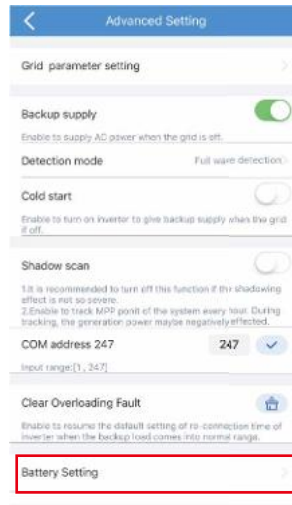 Advanced Setting
Grid parameter setting
Backup supply
Enable to supply AC power when the grid is off.
Detection mode Full wave detection
Cold start
Enable to turn on inverter to give backup supply when the grid
if off.
Shadow scan
1.It is recommended to turn off this function if the shadowing
effect is not so severe.
2.Enable to track MPP ponit of the system every hour. During
tracking, the generation power maybe negatively effected.
COM address 247 247
Input range:[1 , 247]
Clear Overloading Fault
Enable to resume the default setting of re-connection time of
inverter when the backup load comes into normal range.
Battery Setting